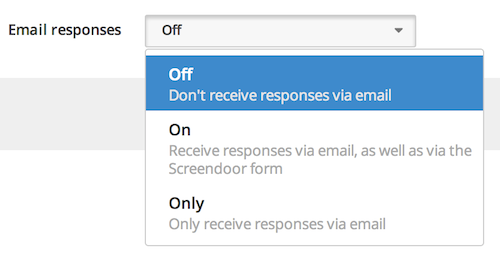 Email responses Off
Off
Don't receive responses via email
On
Receive responses via email, as well as via the
Screendoor form
Only
Only receive responses via email